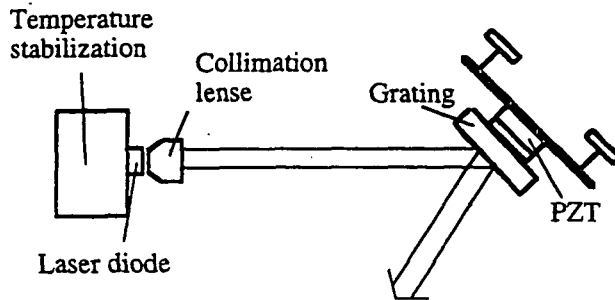 Temperature
stabilization
Collimation
lense
Grating
PZT
Laser diode